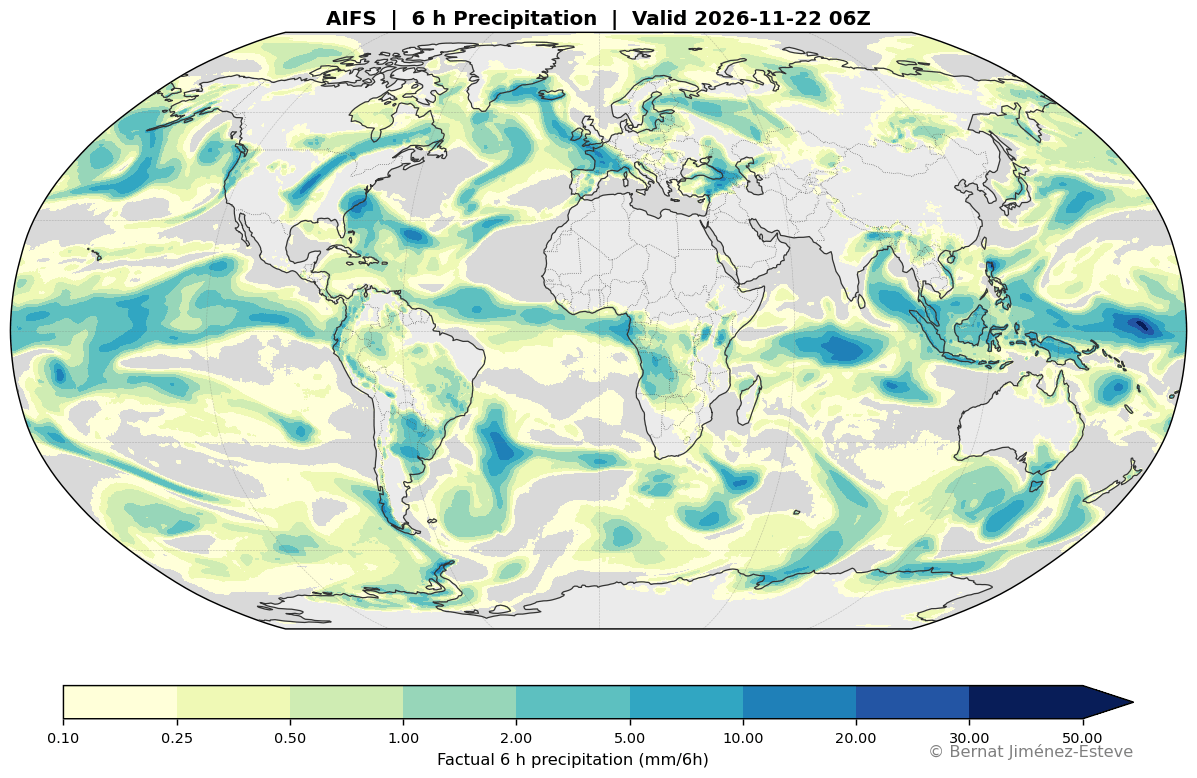 AIFS | 6 h Precipitation | Valid 2026-11-22 06Z
0.10 0.25 0.50 1.00 2.00 5.00 10.00 20.00 30.00 50.00
Factual 6 h precipitation (mm/6h)
© Bernat Jiménez-Esteve